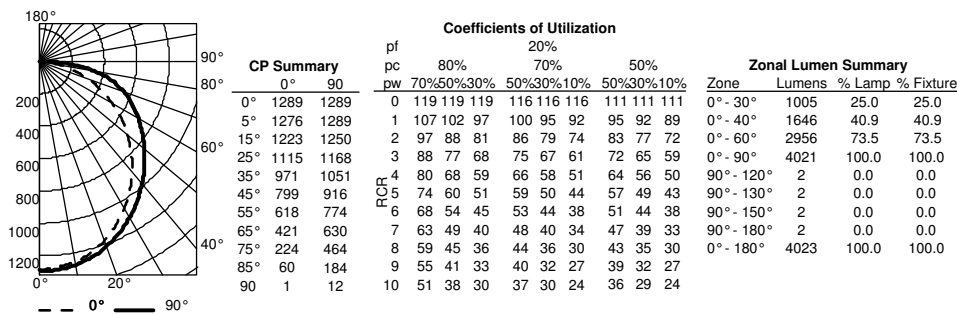 180°
90°
80°
60°
40°
200
400
600
800
1000
1200
0° 20°
0° 90°
CP Summary
0° 90
0° 1289 1289
5° 1276 1289
15° 1223 1250
25° 1115 1168
35° 971 1051
45° 799 916
55° 618 774
65° 421 630
75° 224 464
85° 60 184
90 1 12
Coefficients of Utilization
pf 20%
pc 80% 70% 50%
pw 70%50%30% 50%30%10% 50%30%10%
RCR
0 119 119 119 116 116 116 111 111 111
1 107 102 97 100 95 92 95 92 89
2 97 88 81 86 79 74 83 77 72
3 88 77 68 75 67 61 72 65 59
4 80 68 59 66 58 51 64 56 50
5 74 60 51 59 50 44 57 49 43
6 68 54 45 53 44 38 51 44 38
7 63 49 40 48 40 34 47 39 33
8 59 45 36 44 36 30 43 35 30
9 55 41 33 40 32 27 39 32 27
10 51 38 30 37 30 24 36 29 24
Zonal Lumen Summary
Zone Lumens % Lamp % Fixture
0° - 30° 1005 25.0 25.0
0° - 40° 1646 40.9 40.9
0° - 60° 2956 73.5 73.5
0° - 90° 4021 100.0 100.0
90° - 120° 2 0.0 0.0
90° - 130° 2 0.0 0.0
90° - 150° 2 0.0 0.0
90° - 180° 2 0.0 0.0
0° - 180° 4023 100.0 100.0